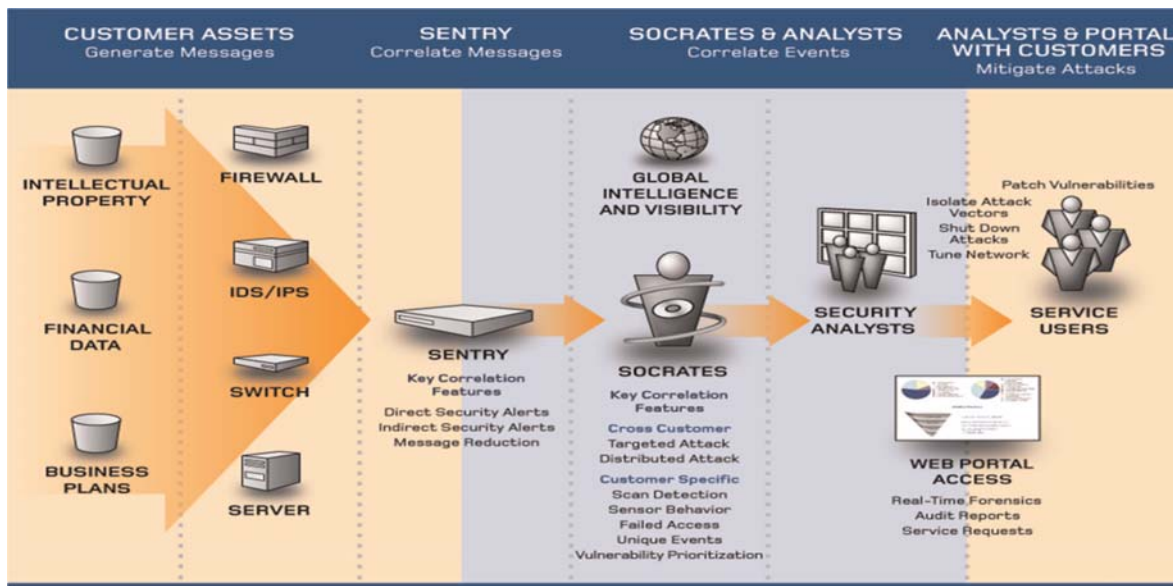 CUSTOMER ASSETS
Generate Messages
SENTRY
Correlate Messages
SOCRATES & ANALYSTS
Correlate Events
ANALYSTS & PORTAL
WITH CUSTOMERS
Mitigate Attacks
INTELLECTUAL
PROPERTY
FINANCIAL
DATA
BUSINESS
PLANS
FIREWALL
IDS/IPS
SWITCH
SERVER
SENTRY
Key Correlation
Features
Direct Security Alerts
Indirect Security Alerts
Message Reduction
GLOBAL
INTELLIGENCE
AND VISIBILITY
SOCRATES
Key Correlation
Features
Cross Customer
Targeted Attack
Distributed Attack
Customer Specific
Scan Detection
Sensor Behavior
Failed Access
Unique Events
Vulnerability Prioritization
SECURITY
ANALYSTS
Patch Vulnerabilities
Isolate Attack
Vectors
Shut Down
Attacks
Tune Network
SERVICE
USERS
WEB PORTAL
ACCESS
Real-Time Forensics
Audit Reports
Service Requests